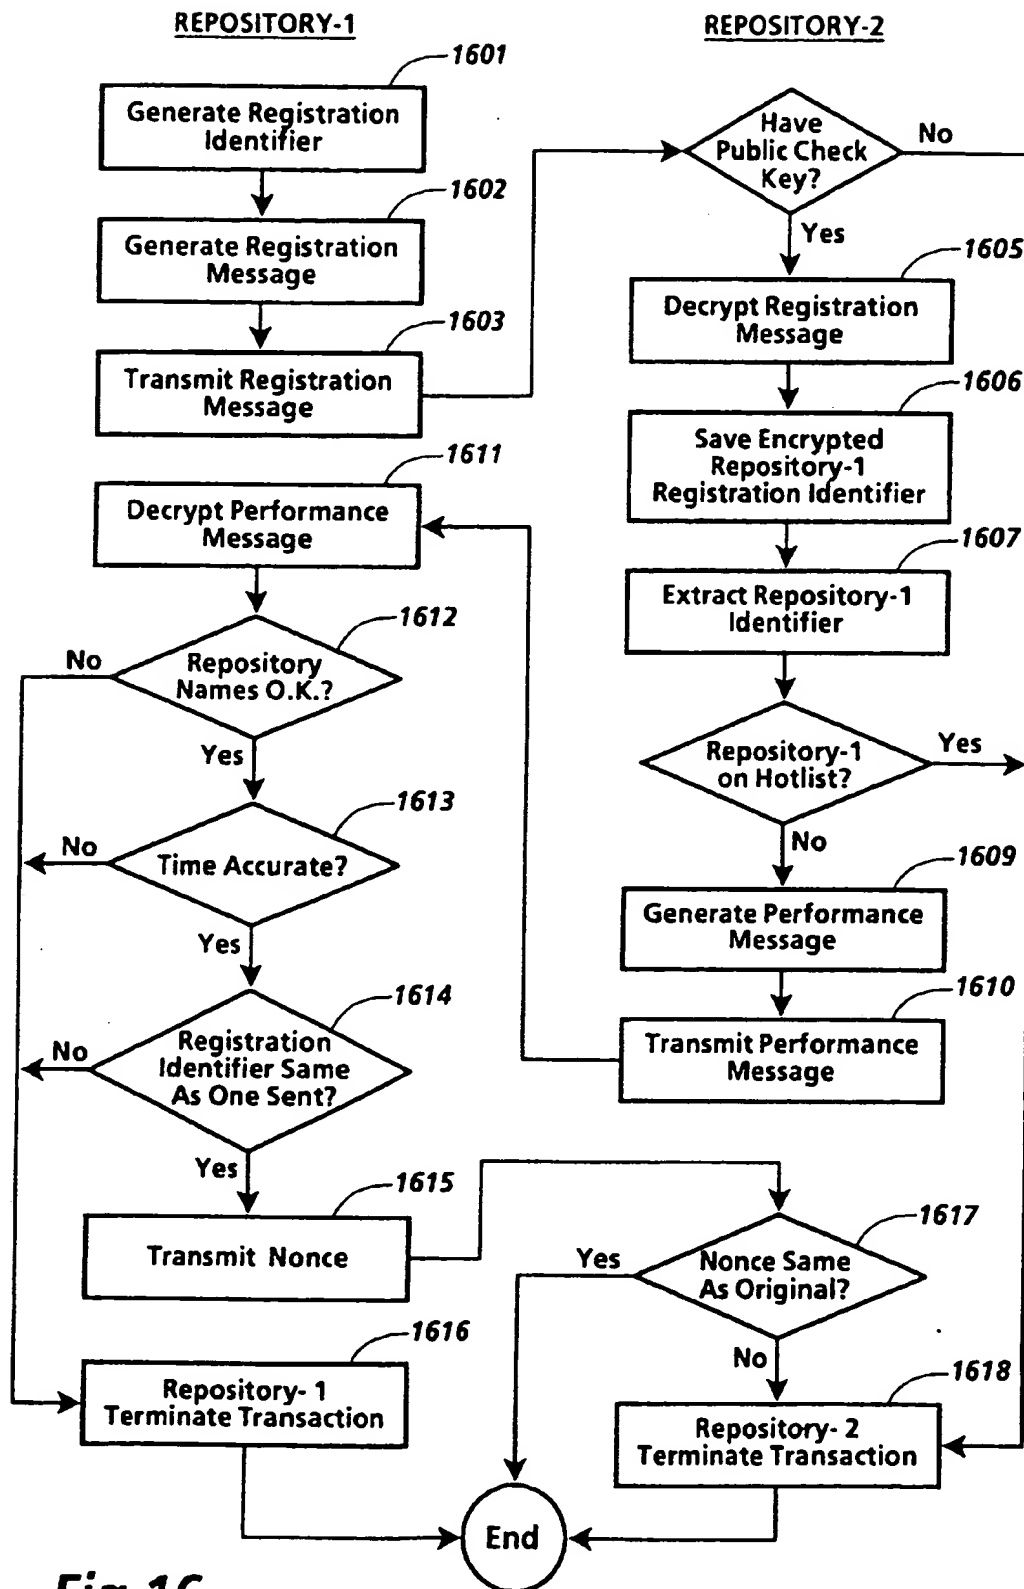 REPOSITORY-1
1601
Generate Registration
Identifier
1602
Generate Registration
Message
1603
Transmit Registration
Message
1611
Decrypt Performance
Message
1612
Repository
Names O.K.?
No
Yes
1613
Time Accurate?
No
Yes
1614
Registration
Identifier Same
As One Sent?
No
Yes
1615
Transmit Nonce
1616
Repository- 1
Terminate Transaction
REPOSITORY-2
Have
Public Check
Key?
No
Yes
1605
Decrypt Registration
Message
1606
Save Encrypted
Repository-1
Registration Identifier
1607
Extract Repository-1
Identifier
Repository-1
on Hotlist?
Yes
No
1609
Generate Performance
Message
1610
Transmit Performance
Message
1617
Nonce Same
As Original?
Yes
No
1618
Repository- 2
Terminate Transaction
End
Fig.16